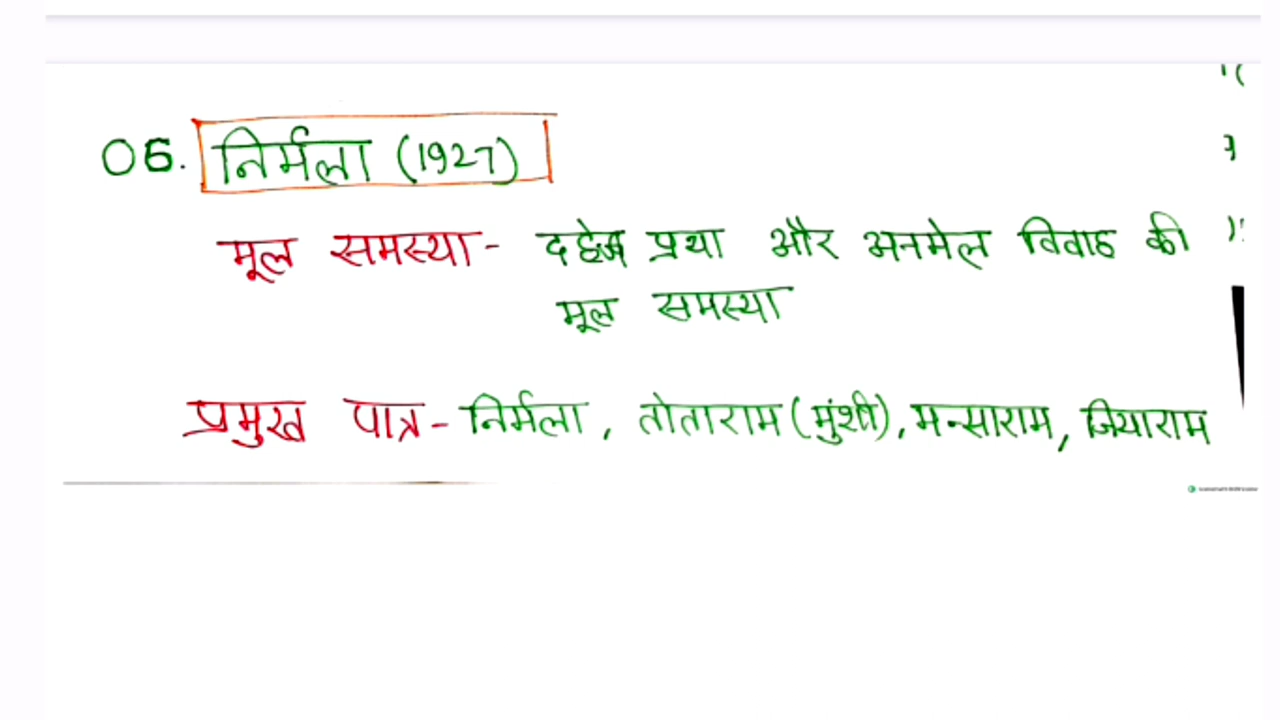 06. निर्मला (1927)
मूल समस्या - दहेज प्रथा और अनमेल विवाह की
मूल समस्या
प्रमुख पात्र - निर्मला, तोताराम (मुंशी), मन्साराम, जियाराम